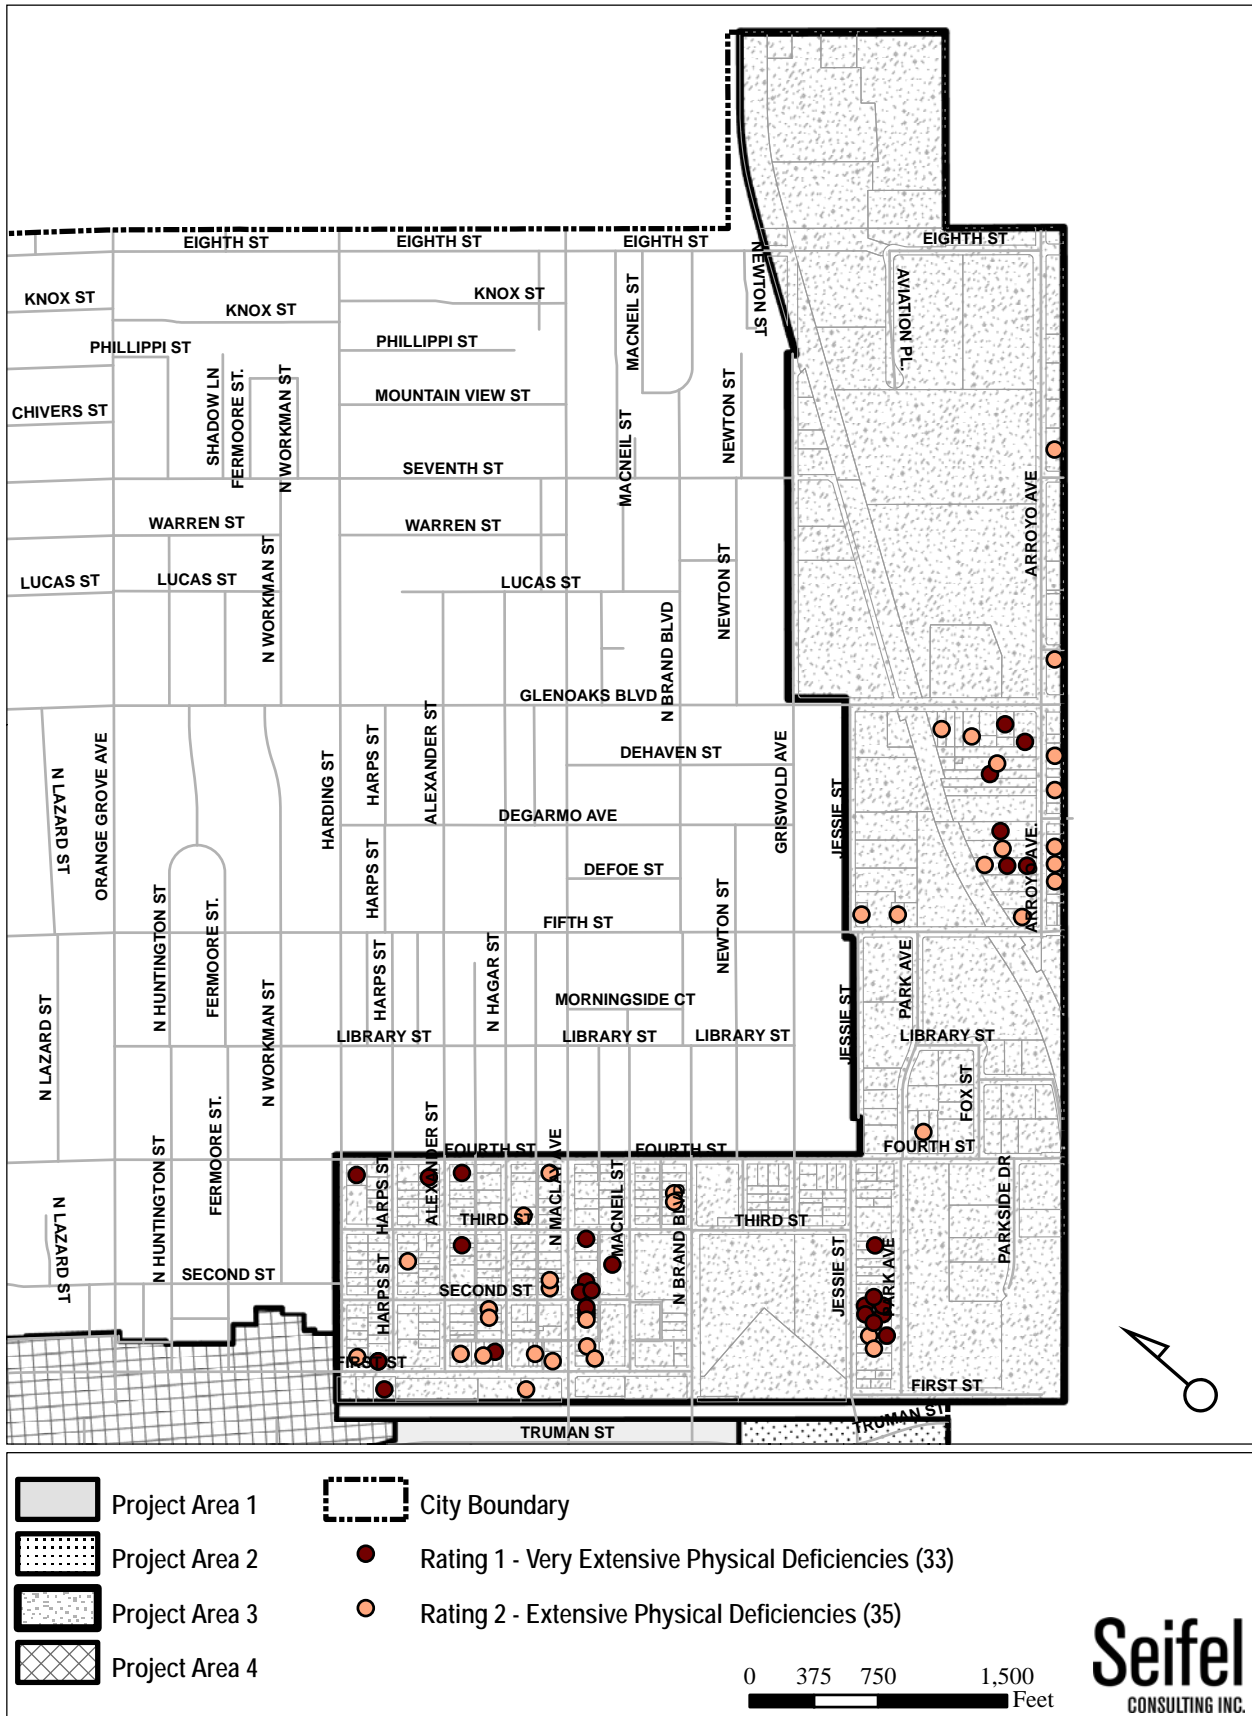 EIGHTH ST
EIGHTH ST
EIGHTH ST
EIGHTH ST
NEWTON ST
KNOX ST
KNOX ST
KNOX ST
MACNEIL ST
AVIATION PL.
PHILLIPPI ST
PHILLIPPI ST
CHIVERS ST
SHADOW LN
FERMOORE ST.
N WORKMAN ST
MOUNTAIN VIEW ST
MACNEIL ST
NEWTON ST
SEVENTH ST
ARROYO AVE
WARREN ST
WARREN ST
LUCAS ST
LUCAS ST
N WORKMAN ST
LUCAS ST
NEWTON ST
N BRAND BLVD
GLENOAKS BLVD
N LAZARD ST
ORANGE GROVE AVE
HARDING ST
HARPS ST
ALEXANDER ST
DEHAVEN ST
GRISWOLD AVE
JESSIE ST
DEGARMO AVE
HARPS ST
DEFOE ST
ARROYO AVE.
N HUNTINGTON ST
FERMOORE ST.
FIFTH ST
NEWTON ST
N LAZARD ST
N WORKMAN ST
HARPS ST
N HAGAR ST
MORNINGSIDE CT
JESSIE ST
PARK AVE
LIBRARY ST
LIBRARY ST
LIBRARY ST
LIBRARY ST
FOX ST
N HUNTINGTON ST
FERMOORE ST.
ALEXANDER ST
FOURTH ST
FOURTH ST
FOURTH ST
N LAZARD ST
HARPS ST
N MACLAY AVE
MACNEIL ST
N BRAND BLVD
PARKSIDE DR
THIRD ST
THIRD ST
SECOND ST
HARPS ST
SECOND ST
JESSIE ST
PARK AVE
FIRST ST
FIRST ST
TRUMAN ST
TRUMAN ST
Project Area 1
City Boundary
Project Area 2
Rating 1 - Very Extensive Physical Deficiencies (33)
Project Area 3
Rating 2 - Extensive Physical Deficiencies (35)
Project Area 4
0 375 750 1,500
Feet
Seifel
CONSULTING INC.